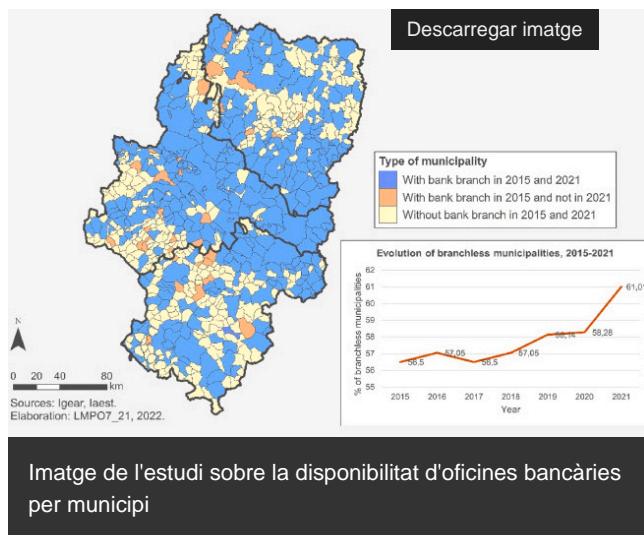 Descarregar imatge
Type of municipality
With bank branch in 2015 and 2021
With bank branch in 2015 and not in 2021
Without bank branch in 2015 and 2021
Evolution of branchless municipalities, 2015-2021
% of branchless municipalities
62
61
60
59
58
57
56
55
56,5
57,05
56,5
57,05
58,14
58,28
61,01
2015
2016
2017
2018
2019
2020
2021
Year
N
0 20 40 80
km
Sources: Igear, Iaest.
Elaboration: LMPO7_21, 2022.
Imatge de l'estudi sobre la disponibilitat d'oficines bancàries
per municipi